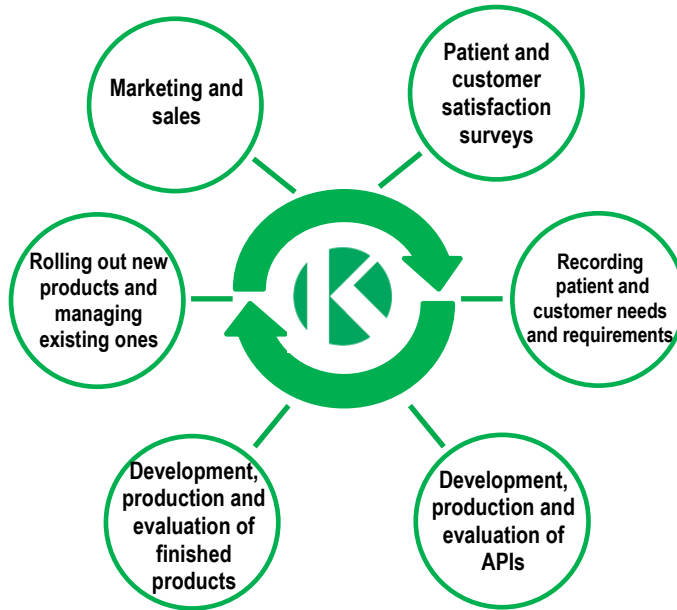 Marketing and
sales
Patient and
customer
satisfaction
surveys
Rolling out new
products and
managing
existing ones
K
Recording
patient and
customer needs
and requirements
Development,
production and
evaluation of
finished
products
Development,
production and
evaluation of
APIs